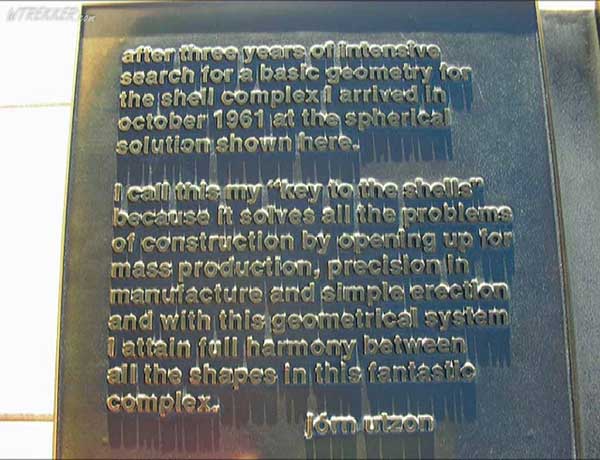 WTREKKER.com
after three years of intensive
search for a basic geometry for
the shell complex I arrived in
october 1961 at the spherical
solution shown here.
I call this my "key to the shells"
because it solves all the problems
of construction by opening up for
mass production, precision in
manufacture and simple erection
and with this geometrical system
I attain full harmony between
all the shapes in this fantastic
complex.
jörn utzon